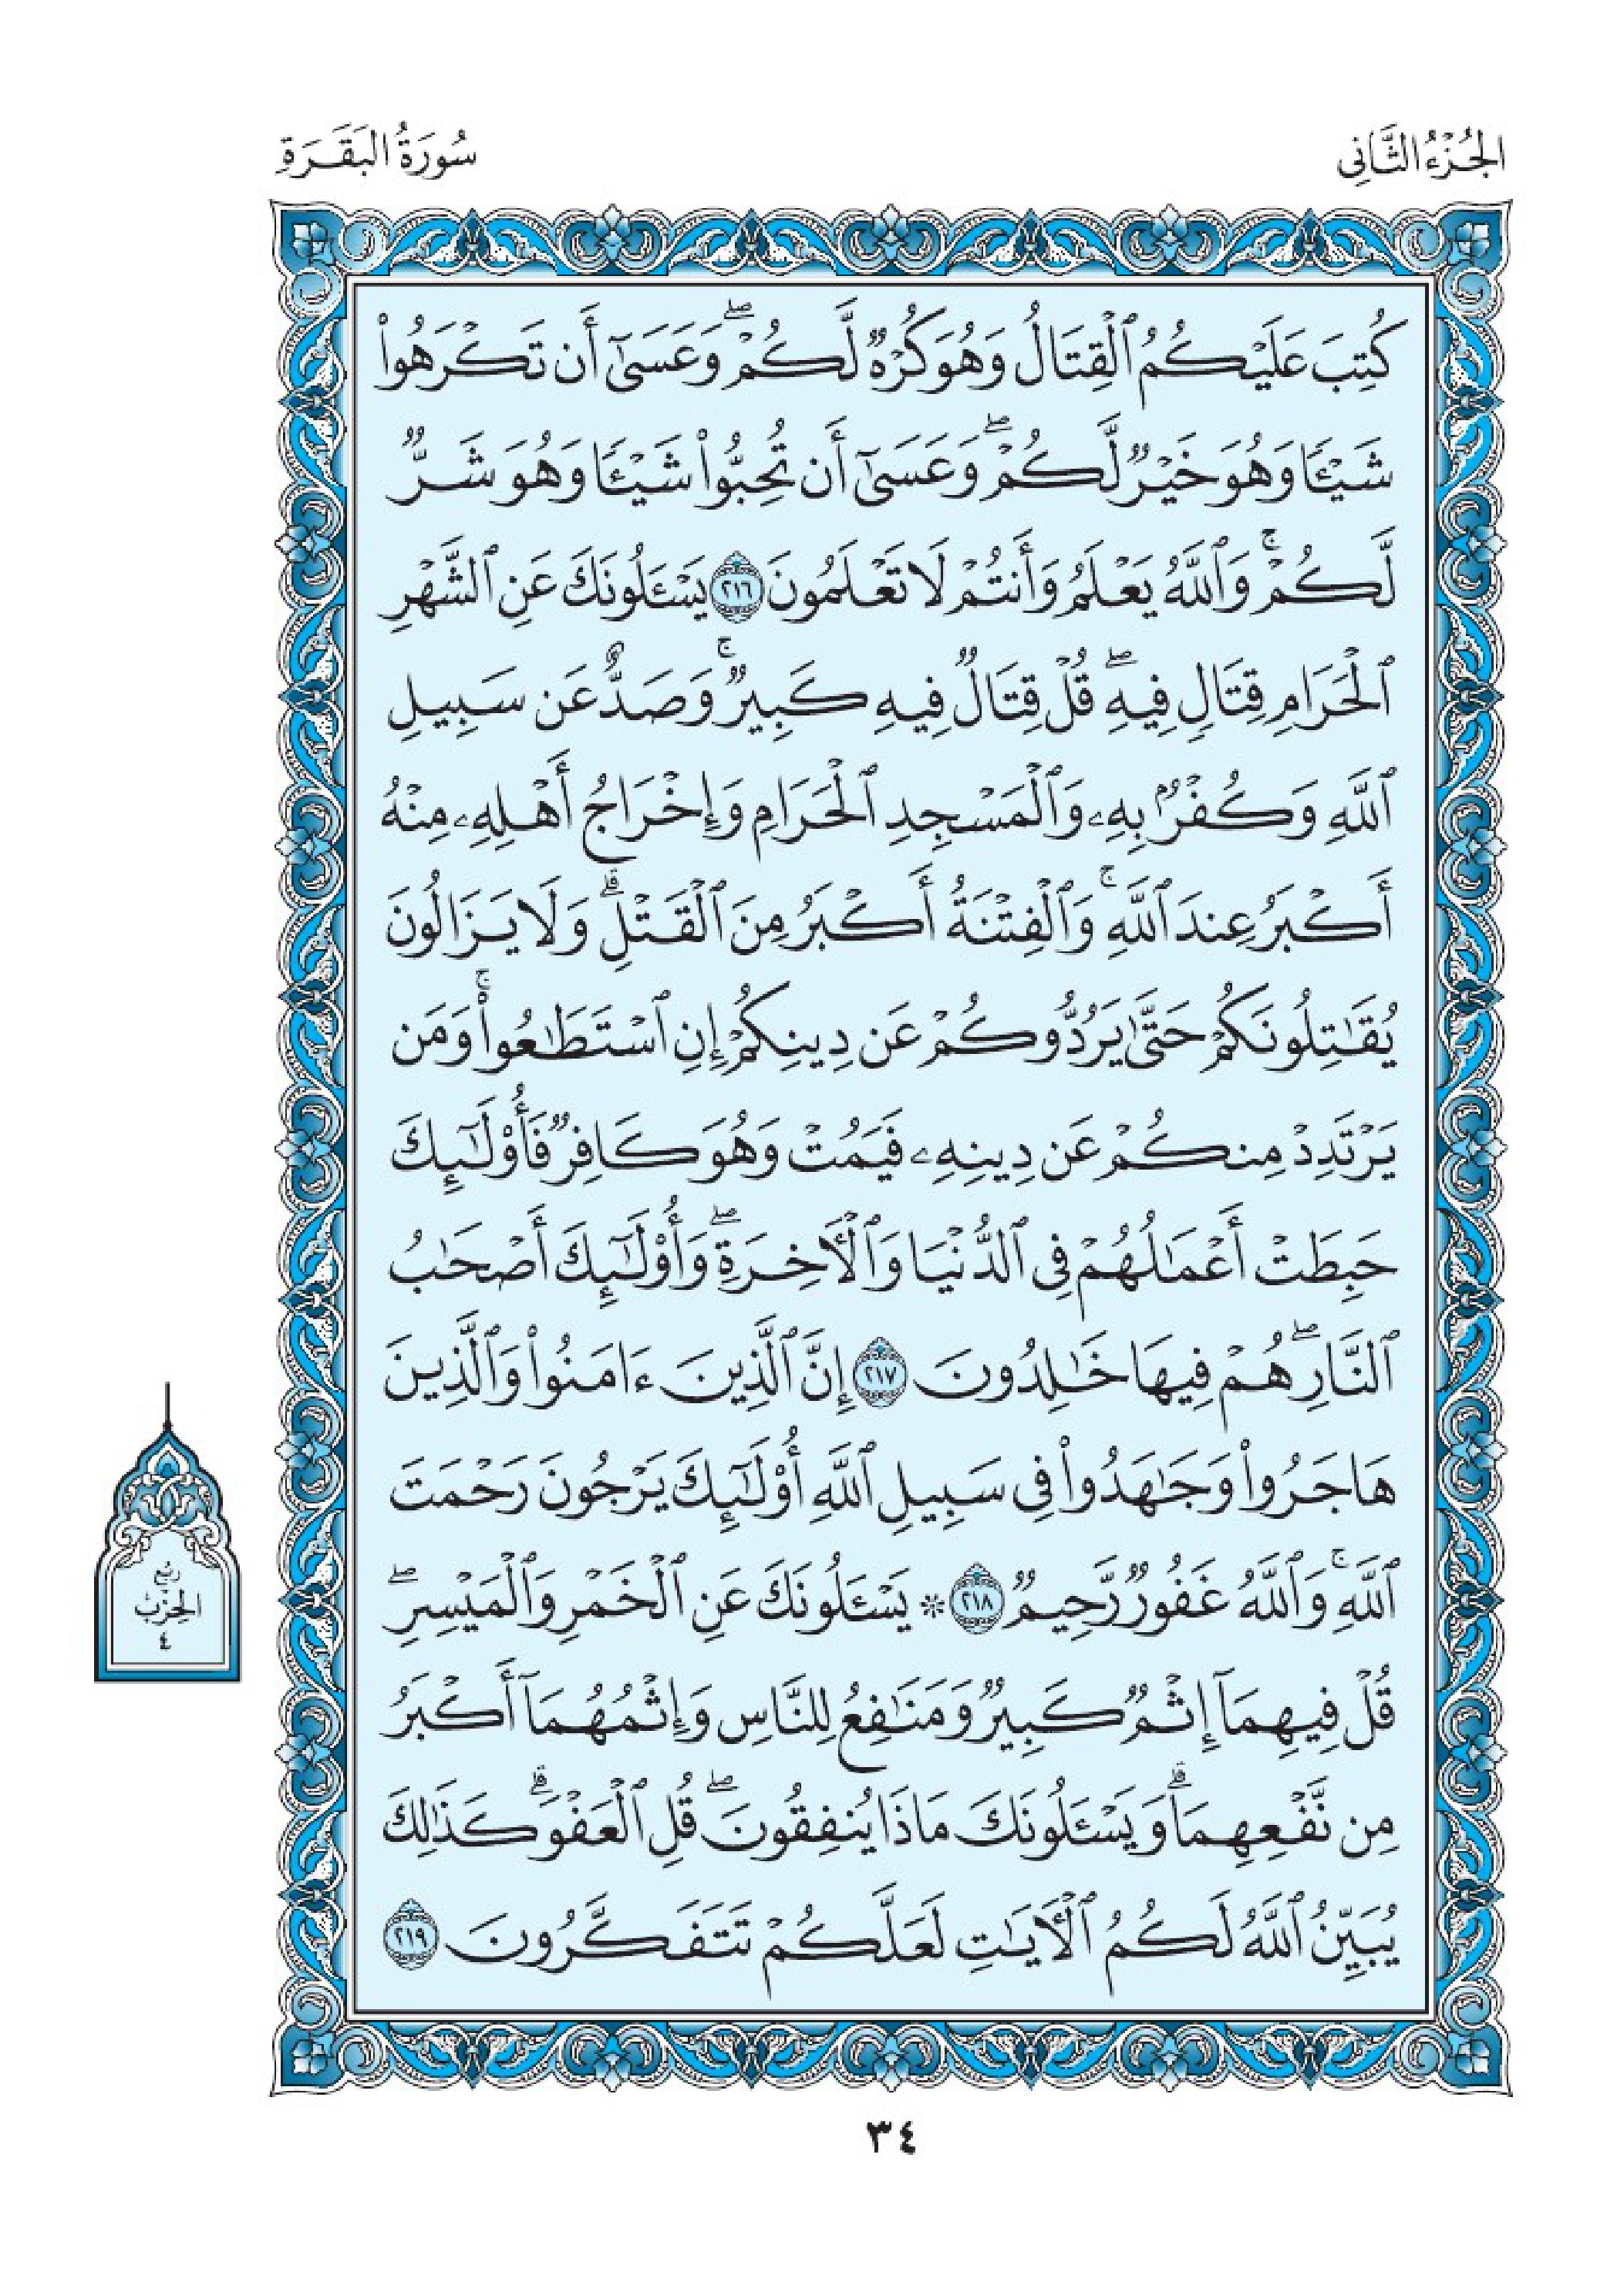 الجُزْءُ الثَّانِى
سُورَةُ البَقَرَةِ
كُتِبَ عَلَيْكُمُ ٱلْقِتَالُ وَهُوَ كُرْهٌ لَّكُمْ ۖ وَعَسَىٰٓ أَن تَكْرَهُوا۟
شَيْـًٔا وَهُوَ خَيْرٌ لَّكُمْ ۖ وَعَسَىٰٓ أَن تُحِبُّوا۟ شَيْـًٔا وَهُوَ شَرٌّ
لَّكُمْ ۚ وَٱللَّهُ يَعْلَمُ وَأَنتُمْ لَا تَعْلَمُونَ ٢١٦ يَسْـَٔلُونَكَ عَنِ ٱلشَّهْرِ
ٱلْحَرَامِ قِتَالٍ فِيهِ ۖ قُلْ قِتَالٌ فِيهِ كَبِيرٌ ۚ وَصَدٌّ عَن سَبِيلِ
ٱللَّهِ وَكُفْرٌۢ بِهِۦ وَٱلْمَسْجِدِ ٱلْحَرَامِ وَإِخْرَاجُ أَهْلِهِۦ مِنْهُ
أَكْبَرُ عِندَ ٱللَّهِ ۚ وَٱلْفِتْنَةُ أَكْبَرُ مِنَ ٱلْقَتْلِ ۗ وَلَا يَزَالُونَ
يُقَـٰتِلُونَكُمْ حَتَّىٰ يَرُدُّوكُمْ عَن دِينِكُمْ إِنِ ٱسْتَطَـٰعُوا۟ ۚ وَمَن
يَرْتَدِدْ مِنكُمْ عَن دِينِهِۦ فَيَمُتْ وَهُوَ كَافِرٌ فَأُو۟لَـٰٓئِكَ
حَبِطَتْ أَعْمَـٰلُهُمْ فِى ٱلدُّنْيَا وَٱلْـَٔاخِرَةِ ۖ وَأُو۟لَـٰٓئِكَ أَصْحَـٰبُ
ٱلنَّارِ ۖ هُمْ فِيهَا خَـٰلِدُونَ ٢١٧ إِنَّ ٱلَّذِينَ ءَامَنُوا۟ وَٱلَّذِينَ
هَاجَرُوا۟ وَجَـٰهَدُوا۟ فِى سَبِيلِ ٱللَّهِ أُو۟لَـٰٓئِكَ يَرْجُونَ رَحْمَتَ
ٱللَّهِ ۚ وَٱللَّهُ غَفُورٌ رَّحِيمٌ ٢١٨ * يَسْـَٔلُونَكَ عَنِ ٱلْخَمْرِ وَٱلْمَيْسِرِ ۖ
قُلْ فِيهِمَآ إِثْمٌ كَبِيرٌ وَمَنَـٰفِعُ لِلنَّاسِ وَإِثْمُهُمَآ أَكْبَرُ
مِن نَّفْعِهِمَا ۗ وَيَسْـَٔلُونَكَ مَاذَا يُنفِقُونَ ۖ قُلِ ٱلْعَفْوَ ۗ كَذَٰلِكَ
يُبَيِّنُ ٱللَّهُ لَكُمُ ٱلْـَٔايَـٰتِ لَعَلَّكُمْ تَتَفَكَّرُونَ ٢١٩
رُبْع
الحِزْب
٤
٣٤